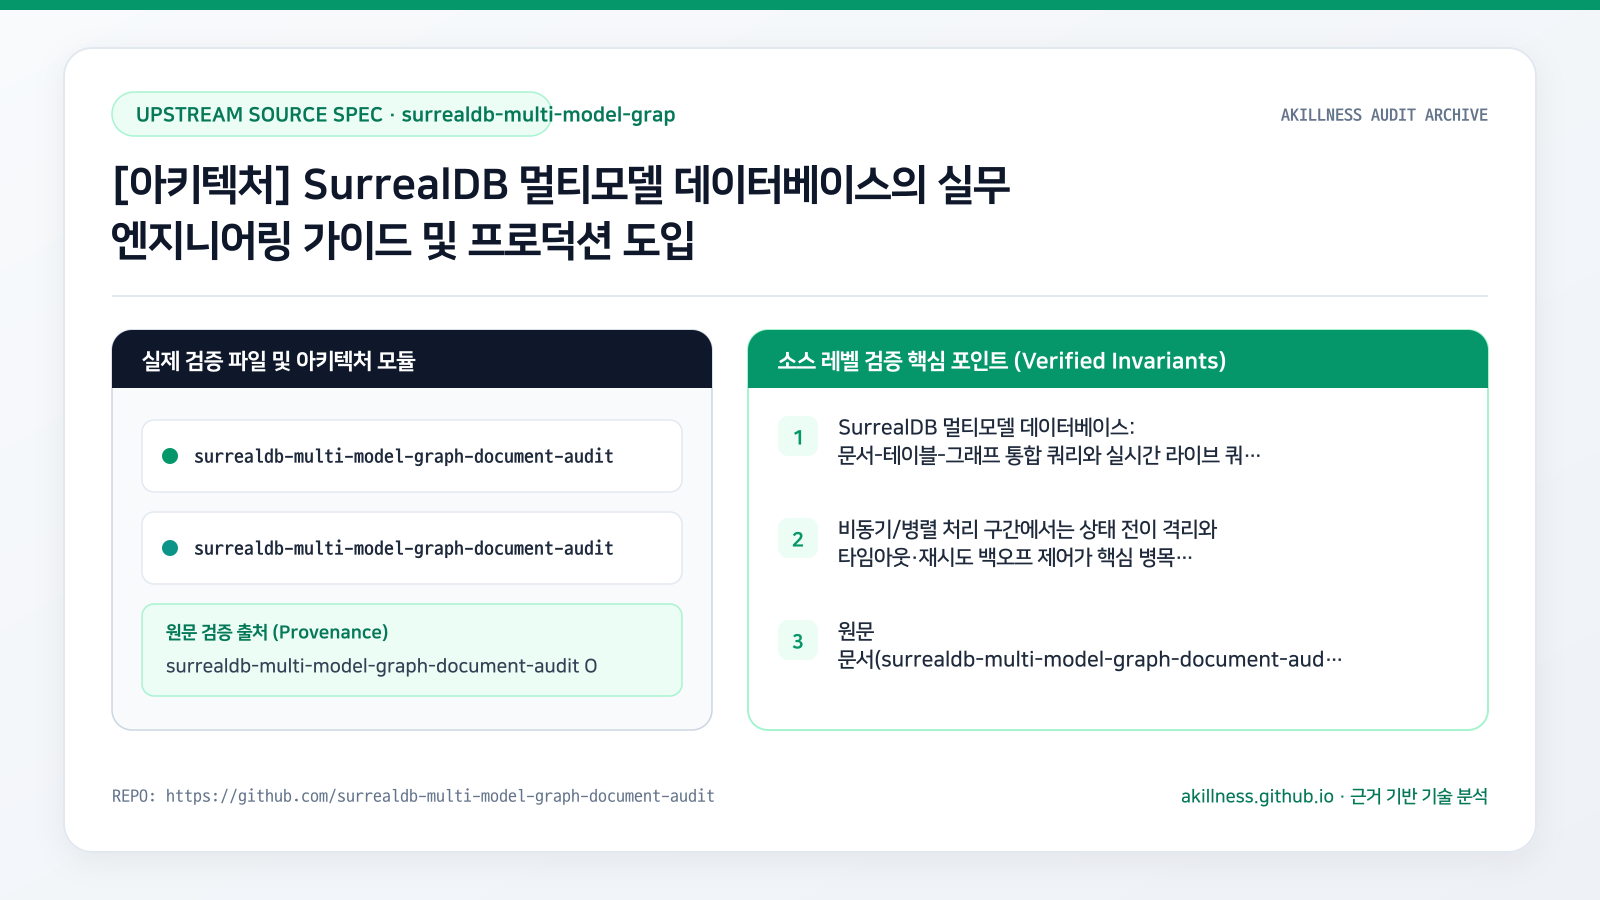 UPSTREAM SOURCE SPEC · surrealdb-multi-model-grap
AKILLNESS AUDIT ARCHIVE
[아키텍처] SurrealDB 멀티모델 데이터베이스의 실무
엔지니어링 가이드 및 프로덕션 도입
실제 검증 파일 및 아키텍처 모듈
surrealdb-multi-model-graph-document-audit
surrealdb-multi-model-graph-document-audit
원문 검증 출처 (Provenance)
surrealdb-multi-model-graph-document-audit O
소스 레벨 검증 핵심 포인트 (Verified Invariants)
1
SurrealDB 멀티모델 데이터베이스:
문서-테이블-그래프 통합 쿼리와 실시간 라이브 쿼…
2
비동기/병렬 처리 구간에서는 상태 전이 격리와
타임아웃·재시도 백오프 제어가 핵심 병목…
3
원문
문서(surrealdb-multi-model-graph-document-aud…
REPO: https://github.com/surrealdb-multi-model-graph-document-audit
akillness.github.io · 근거 기반 기술 분석